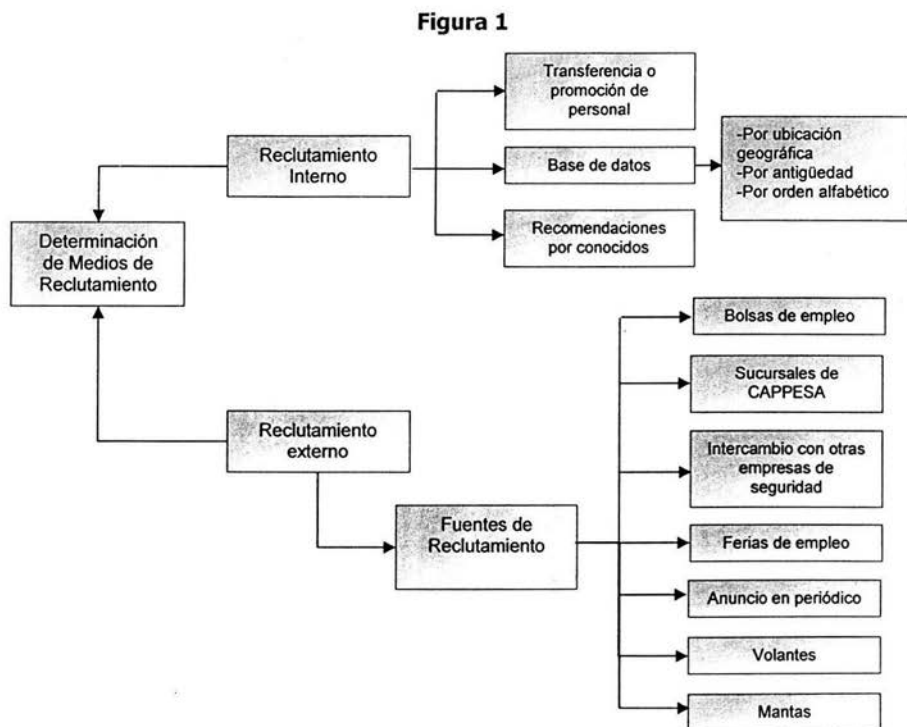 Figura 1
Transferencia o
promoción de
personal
Reclutamiento
Interno
Base de datos
-Por ubicación
geográfica
-Por antigüedad
-Por orden alfabético
Recomendaciones
por conocidos
Determinación
de Medios de
Reclutamiento
Bolsas de empleo
Sucursales de
CAPPESA
Reclutamiento
externo
Intercambio con otras
empresas de
seguridad
Fuentes de
Reclutamiento
Ferias de empleo
Anuncio en periódico
Volantes
Mantas